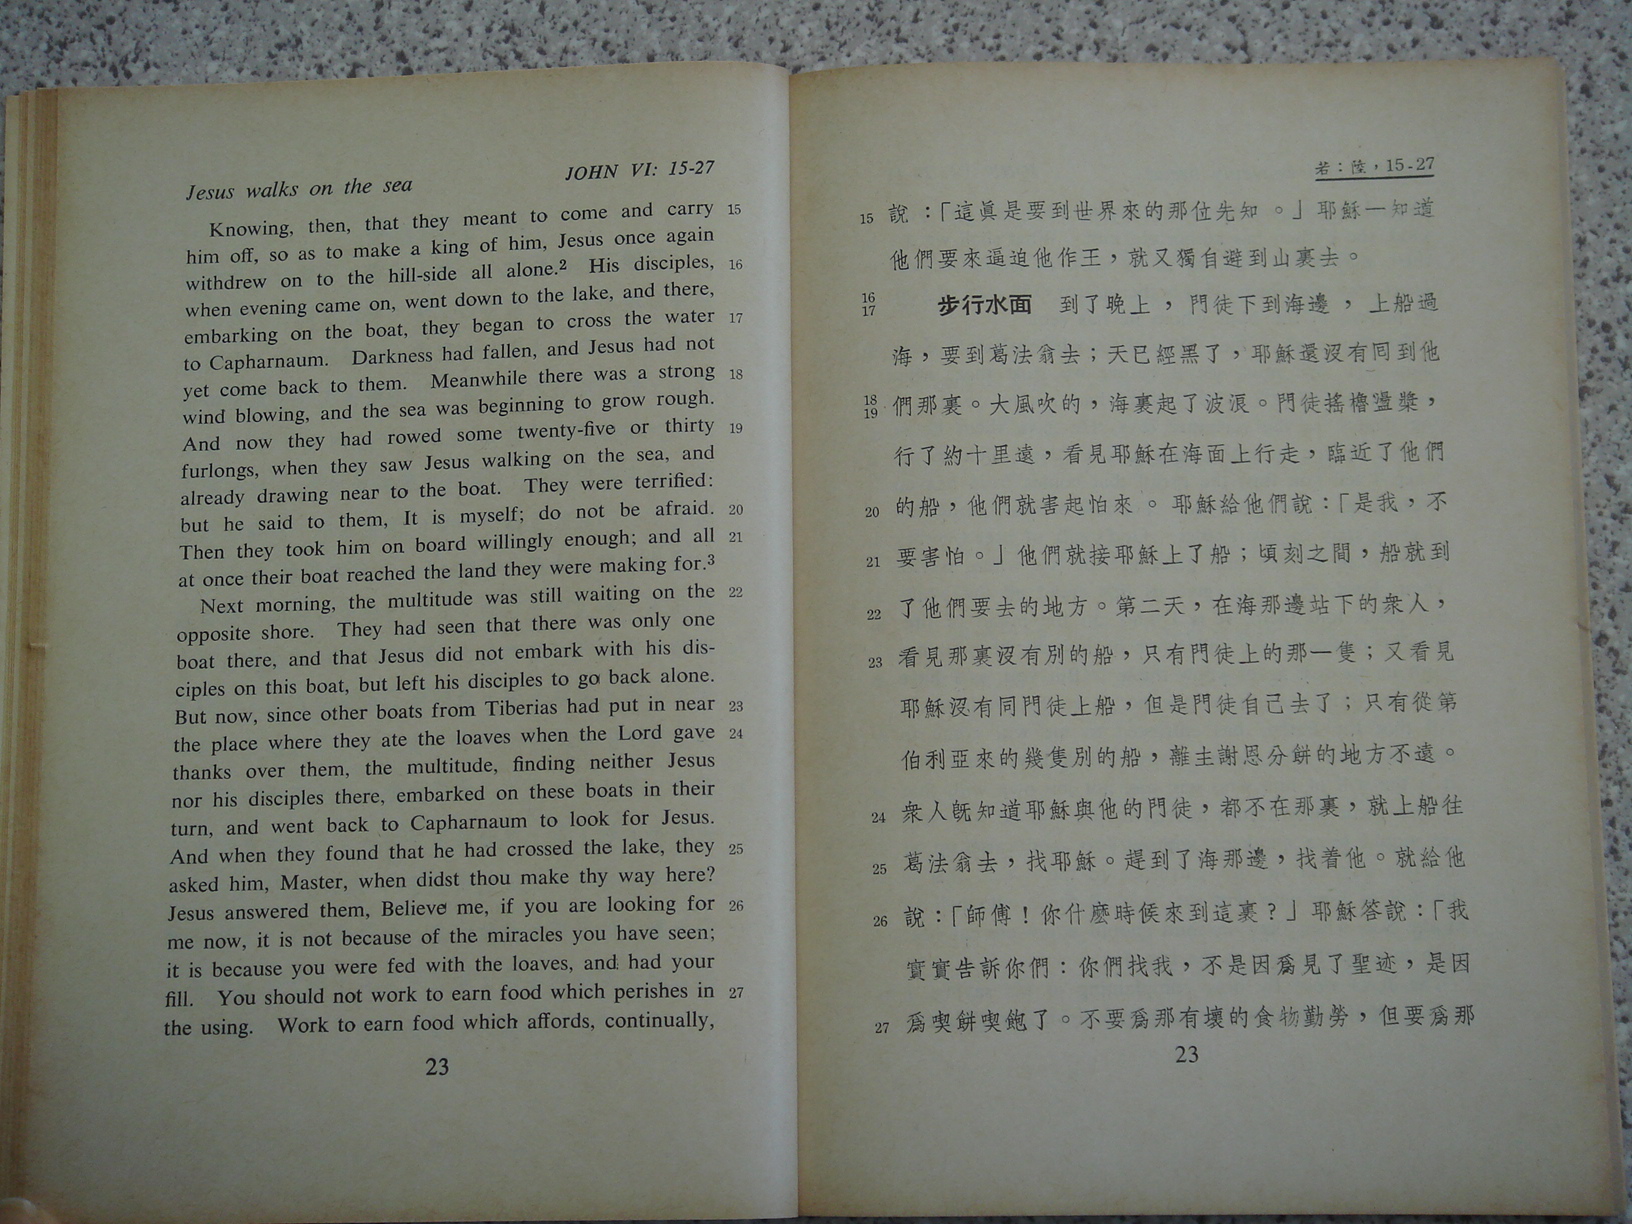 Jesus walks on the sea
JOHN VI: 15-27
Knowing, then, that they meant to come and carry 15
him off, so as to make a king of him, Jesus once again
withdrew on to the hill-side all alone.² His disciples, 16
when evening came on, went down to the lake, and there,
embarking on the boat, they began to cross the water 17
to Capharnaum. Darkness had fallen, and Jesus had not
yet come back to them. Meanwhile there was a strong 18
wind blowing, and the sea was beginning to grow rough.
And now they had rowed some twenty-five or thirty 19
furlongs, when they saw Jesus walking on the sea, and
already drawing near to the boat. They were terrified:
but he said to them, It is myself; do not be afraid. 20
Then they took him on board willingly enough; and all 21
at once their boat reached the land they were making for.³
Next morning, the multitude was still waiting on the 22
opposite shore. They had seen that there was only one
boat there, and that Jesus did not embark with his dis-
ciples on this boat, but left his disciples to go back alone.
But now, since other boats from Tiberias had put in near 23
the place where they ate the loaves when the Lord gave 24
thanks over them, the multitude, finding neither Jesus
nor his disciples there, embarked on these boats in their
turn, and went back to Capharnaum to look for Jesus.
And when they found that he had crossed the lake, they 25
asked him, Master, when didst thou make thy way here?
Jesus answered them, Believe me, if you are looking for 26
me now, it is not because of the miracles you have seen;
it is because you were fed with the loaves, and had your
fill. You should not work to earn food which perishes in 27
the using. Work to earn food which affords, continually,
23
若：陸，15-27
15 說：「這眞是要到世界來的那位先知。」耶穌一知道
他們要來逼迫他作王，就又獨自避到山裏去。
16
17 步行水面 到了晚上，門徒下到海邊，上船過
海，要到葛法翁去；天已經黑了，耶穌還沒有囘到他
18
19 們那裏。大風吹的，海裏起了波浪。門徒搖櫓盪槳，
行了約十里遠，看見耶穌在海面上行走，臨近了他們
20 的船，他們就害起怕來。耶穌給他們說：「是我，不
21 要害怕。」他們就接耶穌上了船；頃刻之間，船就到
22 了他們要去的地方。第二天，在海那邊站下的衆人，
23 看見那裏沒有別的船，只有門徒上的那一隻；又看見
耶穌沒有同門徒上船，但是門徒自己去了；只有從第
伯利亞來的幾隻別的船，離主謝恩分餅的地方不遠。
24 衆人旣知道耶穌與他的門徒，都不在那裏，就上船往
25 葛法翁去，找耶穌。趕到了海那邊，找着他。就給他
26 說：「師傅！你什麽時候來到這裏？」耶穌答說：「我
實實告訴你們：你們找我，不是因爲見了聖迹，是因
27 爲喫餅喫飽了。不要爲那有壞的食物勤勞，但要爲那
23